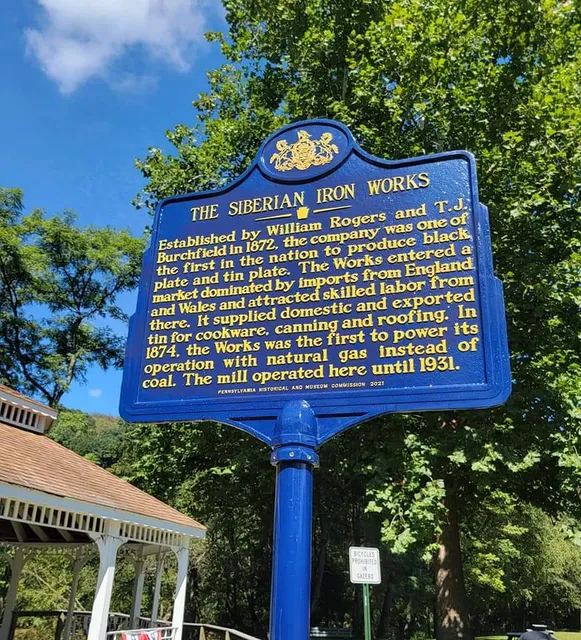 THE SIBERIAN IRON WORKS
Established by William Rogers and T.J.
Burchfield in 1872, the company was one of
the first in the nation to produce black
plate and tin plate. The Works entered a
market dominated by imports from England
and Wales and attracted skilled labor from
there. It supplied domestic and exported
tin for cookware, canning and roofing. In
1874, the Works was the first to power its
operation with natural gas instead of
coal. The mill operated here until 1931.
PENNSYLVANIA HISTORICAL AND MUSEUM COMMISSION 2021
BICYCLES
PROHIBITED
IN
GAZEBO